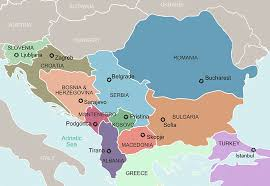 SLOVENIA
Ljubljana
Zagreb
CROATIA
ROMANIA
BOSNIA &
HERZEGOVINA
Belgrade
Bucharest
Sarajevo
SERBIA
MONTENEGRO
Pristina
KOSOVO
BULGARIA
Podgorica
Sofia
Adriatic
Sea
Skopje
ITALY
Tirane
MACEDONIA
TURKEY
ALBANIA
Istanbul
GREECE